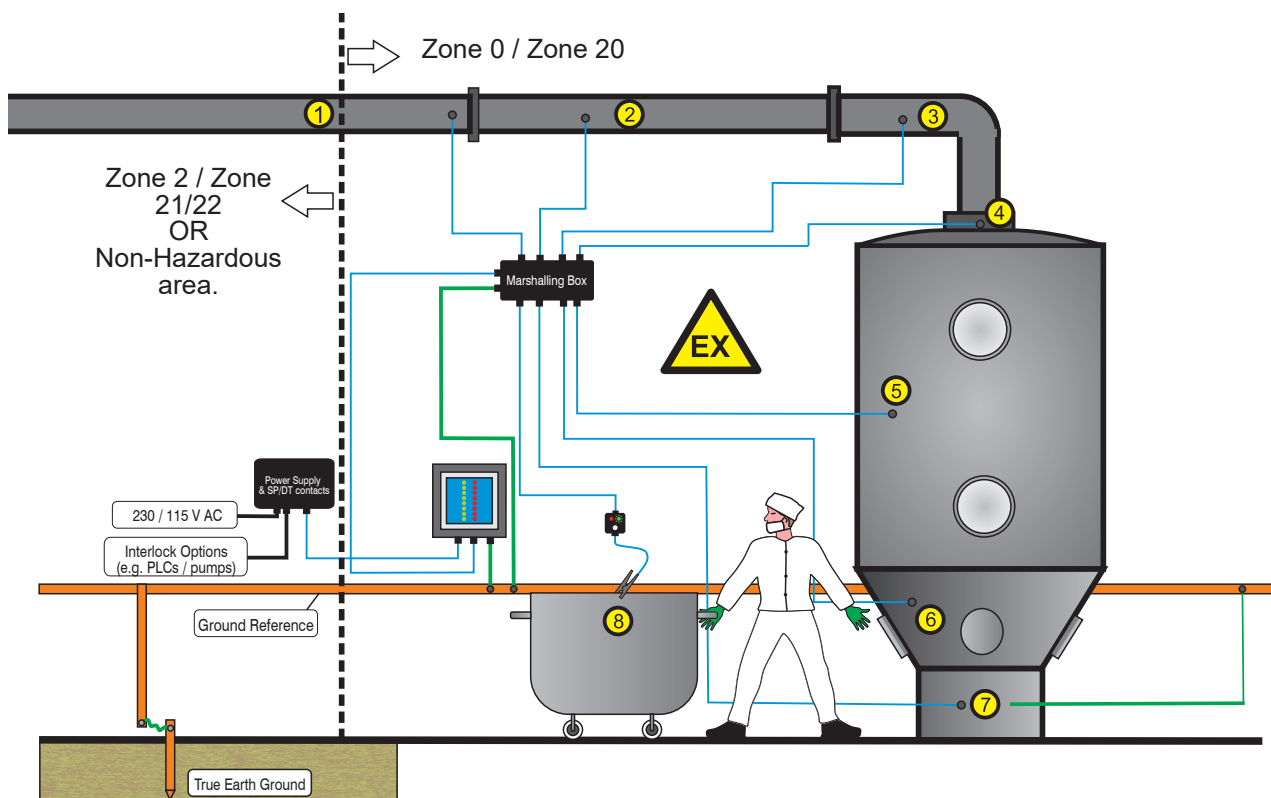 Zone 0 / Zone 20
1
2
3
Zone 2 / Zone
21/22
OR
Non-Hazardous
area.
4
Marshalling Box
EX
5
Power Supply
& SP/DT contacts
230 / 115 V AC
Interlock Options
(e.g. PLCs / pumps)
Ground Reference
8
6
7
True Earth Ground